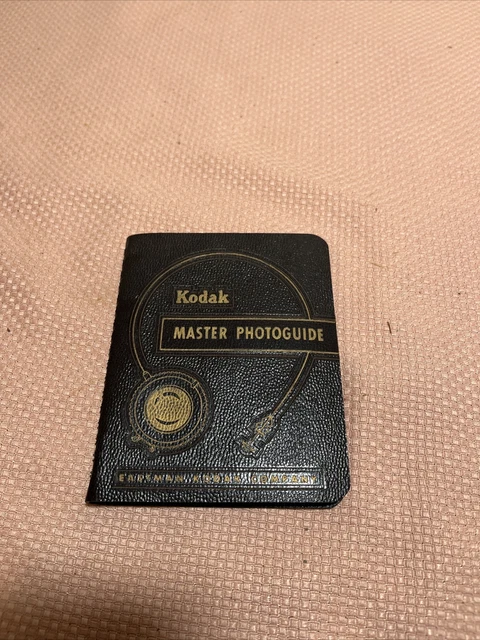 Kodak
MASTER PHOTOGUIDE
EASTMAN KODAK COMPANY